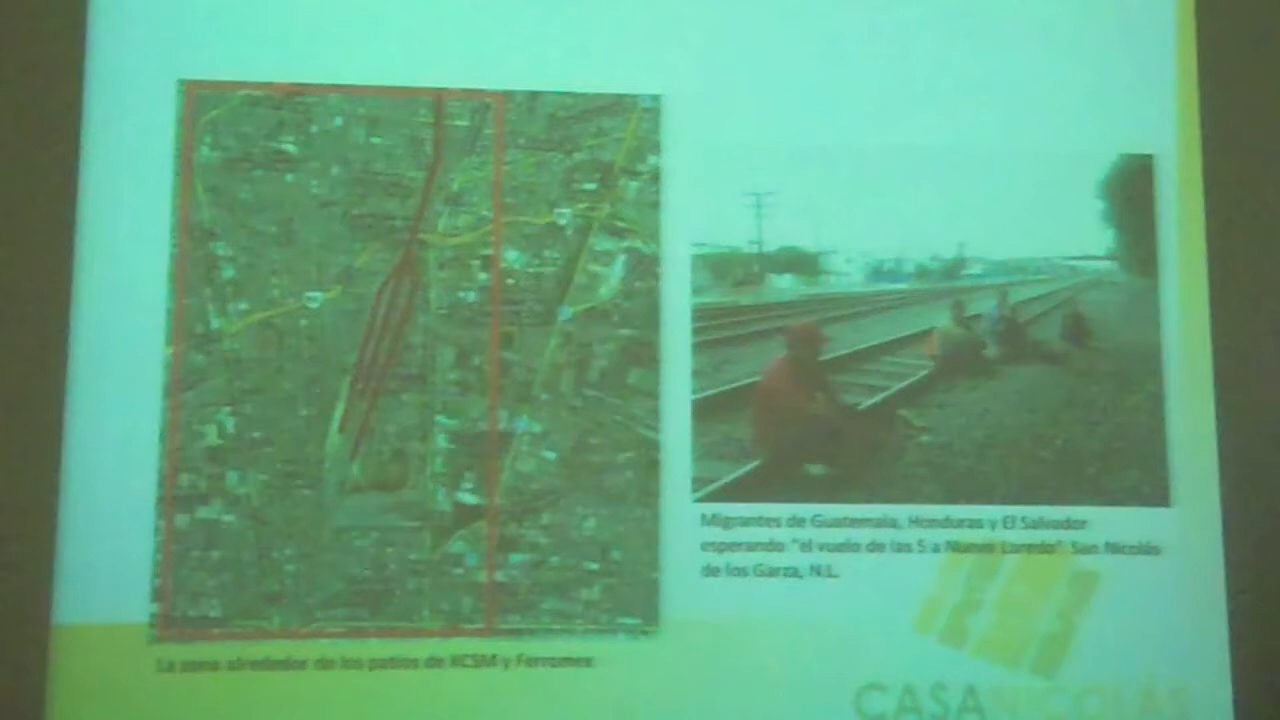 Migrantes de Guatemala, Honduras y El Salvador
esperando "el vuelo de las 5 a Nuevo Laredo" San Nicolás
de los Garza, N.L.
La zona alrededor de los patios de KCSM y Ferromex
CASA NICOLÁS